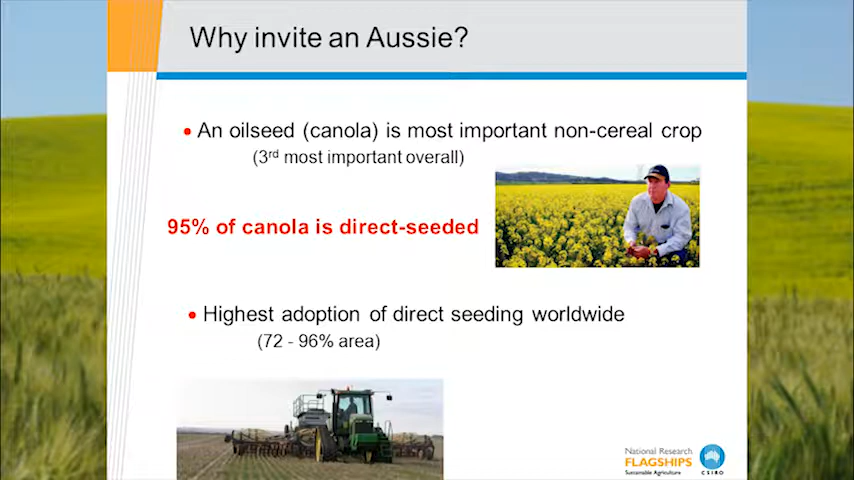 Why invite an Aussie?
• An oilseed (canola) is most important non-cereal crop
(3rd most important overall)
95% of canola is direct-seeded
• Highest adoption of direct seeding worldwide
(72 - 96% area)
National Research
FLAGSHIPS
Sustainable Agriculture
CSIRO